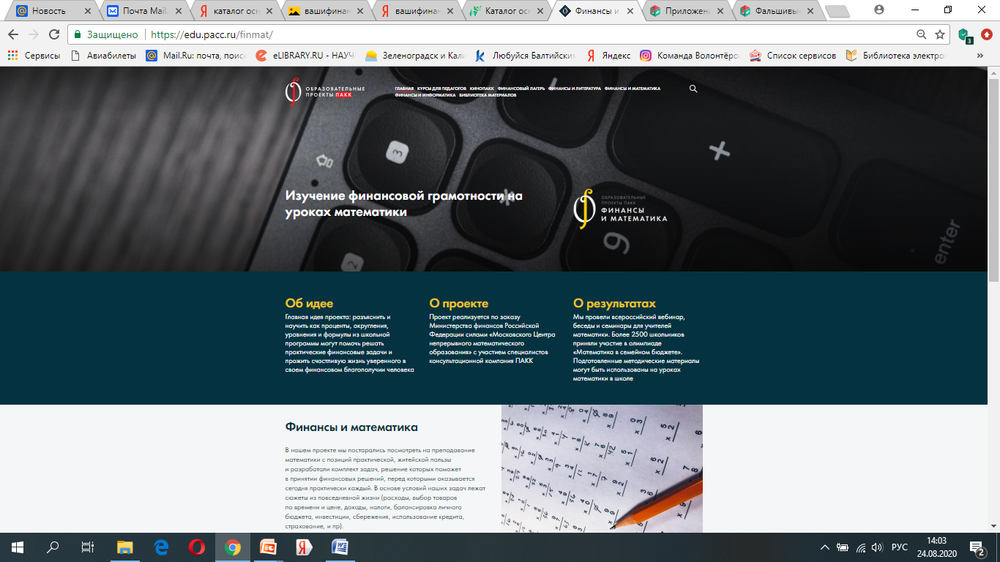 Новость
Почта Mail.
каталог осн
вашифинан
вашифинан
Каталог осн
Финансы и
Приложени
Фальшивы
Защищено
https://edu.pacc.ru/finmat/
3
Сервисы
Авиабилеты
Mail.Ru: почта, поис
eLIBRARY.RU - НАУЧ
Зеленоградск и Кали
Любуйся Балтийски
Яндекс
Команда Волонтёро
Список сервисов
Библиотека электро
»
ОБРАЗОВАТЕЛЬНЫЕ
ПРОЕКТЫ ПАКК
ГЛАВНАЯ КУРСЫ ДЛЯ ПЕДАГОГОВ КИНОПАКК ФИНАНСОВЫЙ ЛАГЕРЬ ФИНАНСЫ И ЛИТЕРАТУРА ФИНАНСЫ И МАТЕМАТИКА
ФИНАНСЫ И ИНФОРМАТИКА БИБЛИОТЕКА МАТЕРИАЛОВ
Изучение финансовой грамотности на
уроках математики
ОБРАЗОВАТЕЛЬНЫЕ
ПРОЕКТЫ ПАКК
ФИНАНСЫ
И МАТЕМАТИКА
3
+
*
9
2
enter
Об идее
Главная идея проекта: разъяснить и
научить как проценты, округления,
уравнения и формулы из школьной
программы могут помочь решать
практические финансовые задачи и
прожить счастливую жизнь уверенного в
своем финансовом благополучии человека
О проекте
Проект реализуется по заказу
Министерства финансов Российской
Федерации силами «Московского Центра
непрерывного математического
образования» с участием специалистов
консультационной компания ПАКК
О результатах
Мы провели всероссийский вебинар,
беседы и семинары для учителей
математики. Более 2500 школьников
приняли участие в олимпиаде
«Математика в семейном бюджете».
Подготовленные методические материалы
могут быть использованы на уроках
математики в школе
Финансы и математика
В нашем проекте мы постарались посмотреть на преподавание
математики с позиций практической, житейской пользы
и разработали комплект задач, решение которых поможет
в принятии финансовых решений, перед которыми оказывается
сегодня практически каждый. В основе условий наших задач лежат
сюжеты из повседневной жизни (расходы, выбор товаров
по времени и цене, доходы, налоги, балансировка личного
бюджета, инвестиции, сбережения, использование кредита,
страхование, и пр).
РУС
14:03
24.08.2020
2